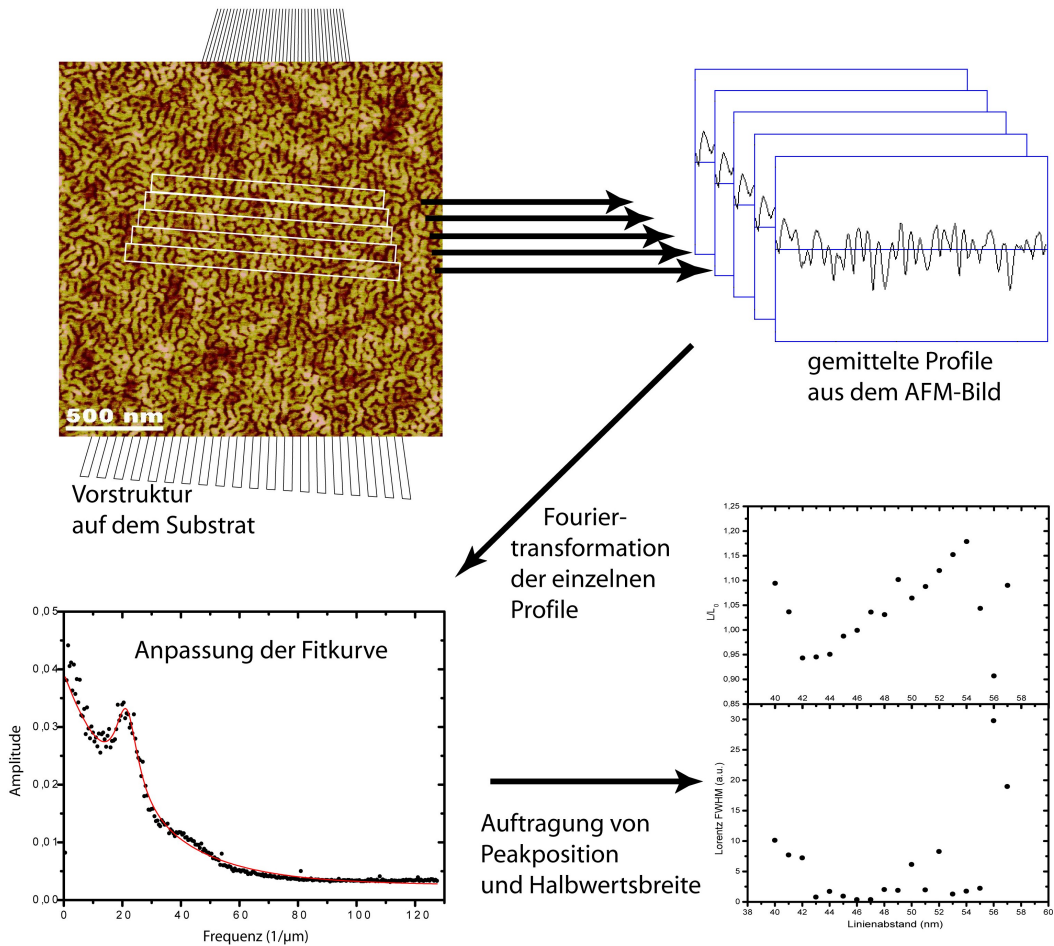 500 nm
Vorstruktur
auf dem Substrat
gemittelte Profile
aus dem AFM-Bild
Fourier-
transformation
der einzelnen
Profile
Anpassung der Fitkurve
0,05
0,04
0,03
0,02
0,01
0,00
Amplitude
0 20 40 60 80 100 120
Frequenz (1/µm)
Auftragung von
Peakposition
und Halbwertsbreite
1,25
1,20
1,15
1,10
1,05
1,00
0,95
0,90
0,85
L/L₀
40 42 44 46 48 50 52 54 56 58
30
25
20
15
10
5
0
Lorentz FWHM (a.u.)
38 40 42 44 46 48 50 52 54 56 58 60
Linienabstand (nm)